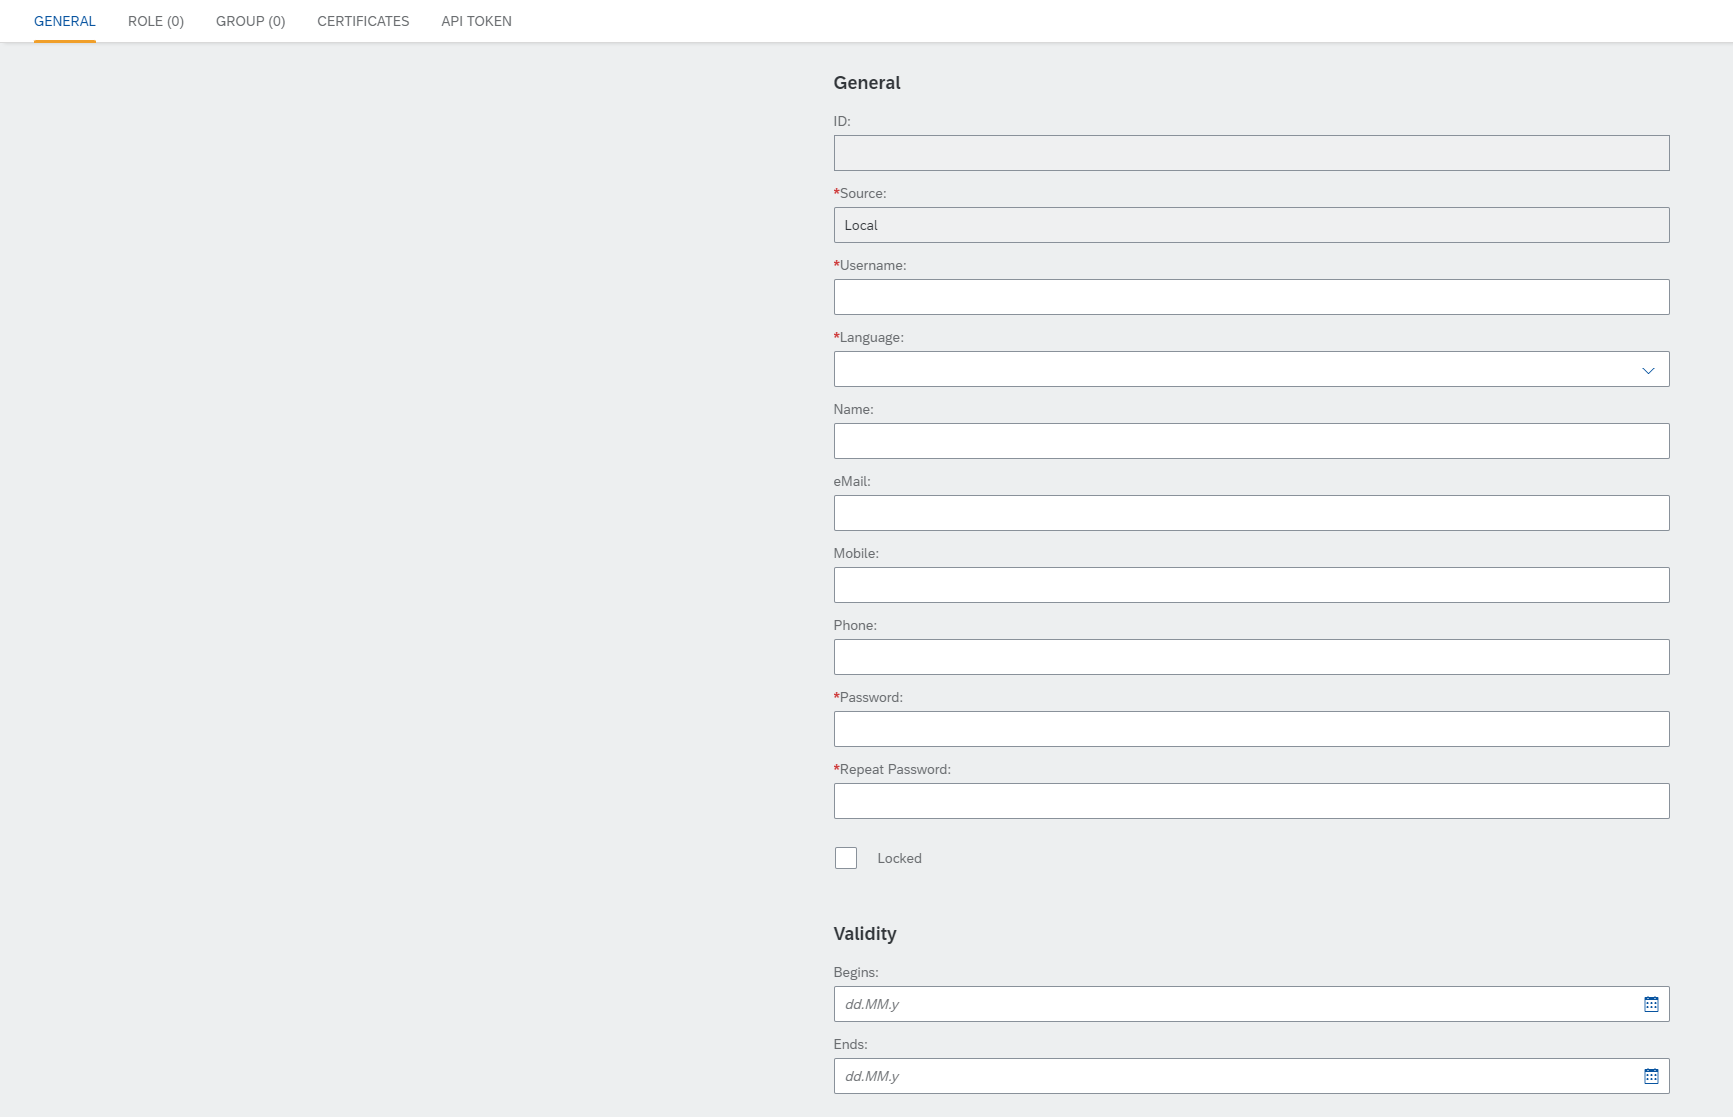 GENERAL ROLE (0) GROUP (0) CERTIFICATES API TOKEN
General
ID:
*Source:
Local
*Username:
*Language:
Name:
eMail:
Mobile:
Phone:
*Password:
*Repeat Password:
Locked
Validity
Begins:
dd.MM.y
Ends:
dd.MM.y